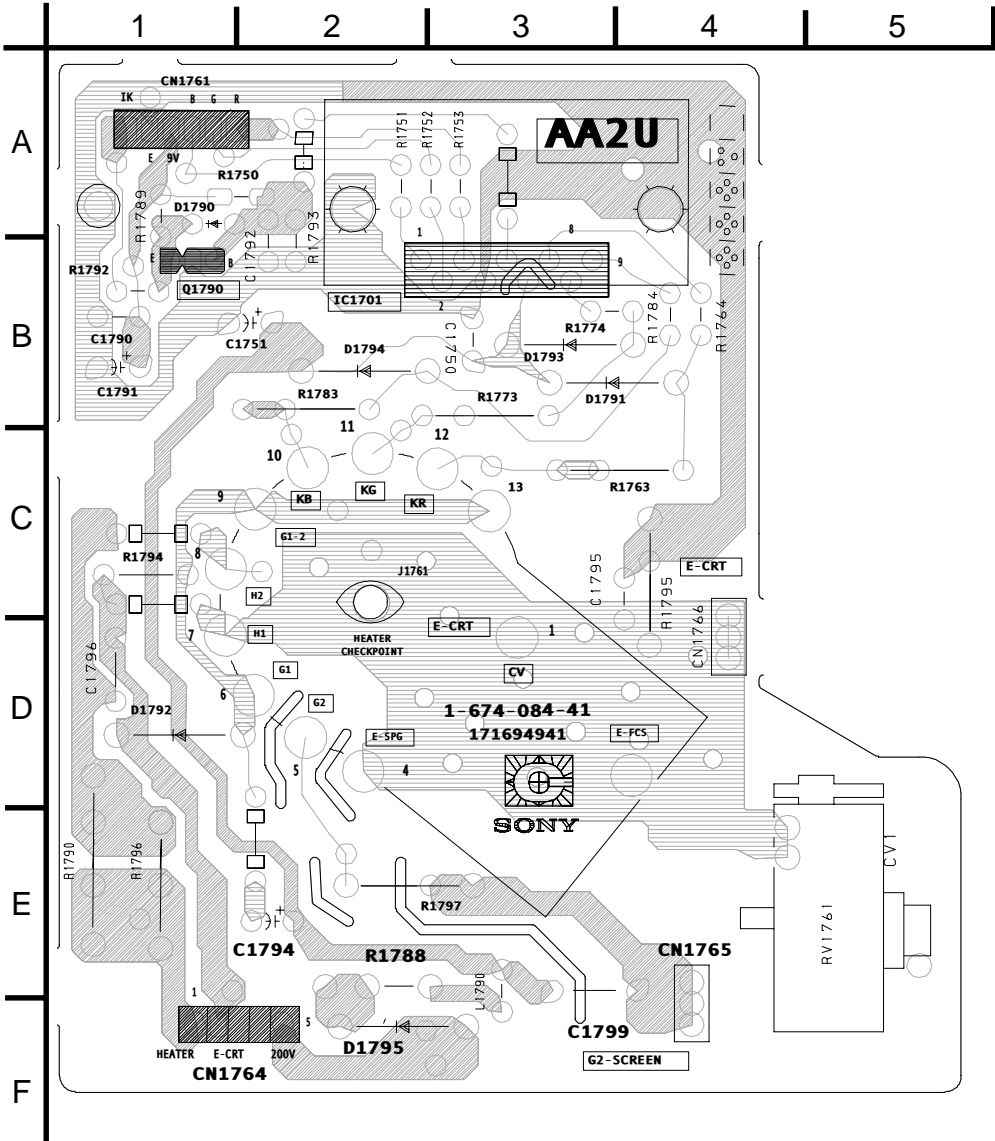 1 2 3 4 5
A
B
C
D
E
F
CN1761
IK B G R
E 9V
R1750
D1790
R1789
C1792
R1793
R1751
R1752
R1753
AA2U
1 8
9
2
R1792
E B
Q1790
IC1701
C1790
C1751
C1791
D1794
R1783
C1750
R1774
D1793
R1784
R1764
D1791
R1773
11
12
10
13
R1763
KB
KG
KR
9
G1-2
8
R1794
J1761
H2
C1795
R1795
E-CRT
CN1766
7
H1
HEATER
CHECKPOINT
E-CRT
1
C1796
G1
6
CV
G2
D1792
1-674-084-41
171694941
E-SPG
E-FCS
5
4
C
SONY
R1790
R1796
R1797
CV1
RV1761
C1794
R1788
CN1765
L1790
1
5
D1795
C1799
HEATER E-CRT 200V
CN1764
G2-SCREEN